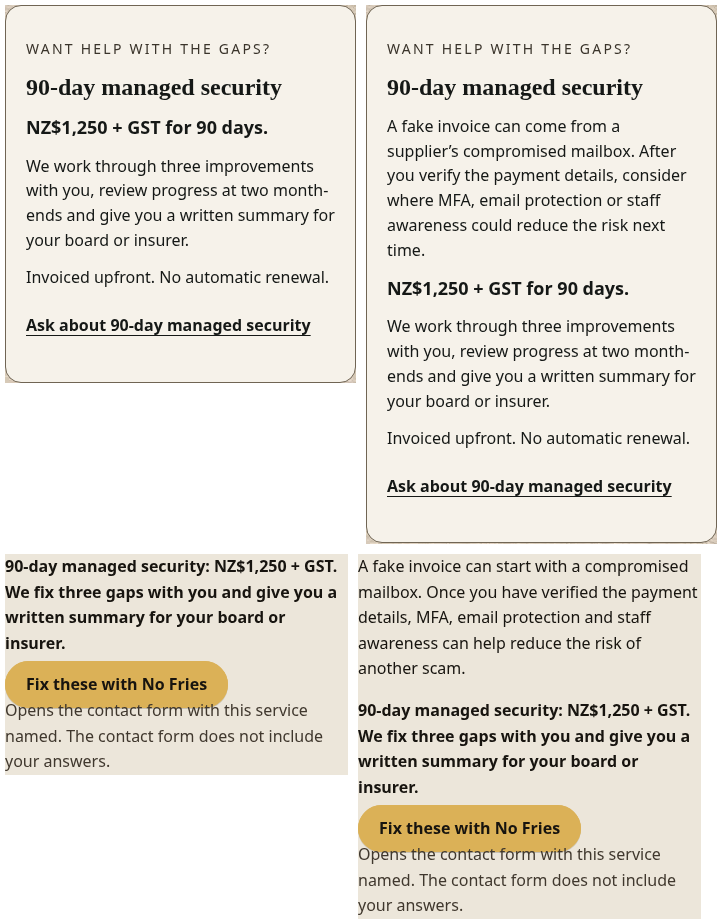 WANT HELP WITH THE GAPS?
90-day managed security
NZ$1,250 + GST for 90 days.
We work through three improvements
with you, review progress at two month-
ends and give you a written summary for
your board or insurer.
Invoiced upfront. No automatic renewal.
Ask about 90-day managed security
WANT HELP WITH THE GAPS?
90-day managed security
A fake invoice can come from a
supplier’s compromised mailbox. After
you verify the payment details, consider
where MFA, email protection or staff
awareness could reduce the risk next
time.
NZ$1,250 + GST for 90 days.
We work through three improvements
with you, review progress at two month-
ends and give you a written summary for
your board or insurer.
Invoiced upfront. No automatic renewal.
Ask about 90-day managed security
90-day managed security: NZ$1,250 + GST.
We fix three gaps with you and give you a
written summary for your board or
insurer.
Fix these with No Fries
Opens the contact form with this service
named. The contact form does not include
your answers.
A fake invoice can start with a compromised
mailbox. Once you have verified the payment
details, MFA, email protection and staff
awareness can help reduce the risk of
another scam.
90-day managed security: NZ$1,250 + GST.
We fix three gaps with you and give you a
written summary for your board or
insurer.
Fix these with No Fries
Opens the contact form with this service
named. The contact form does not include
your answers.